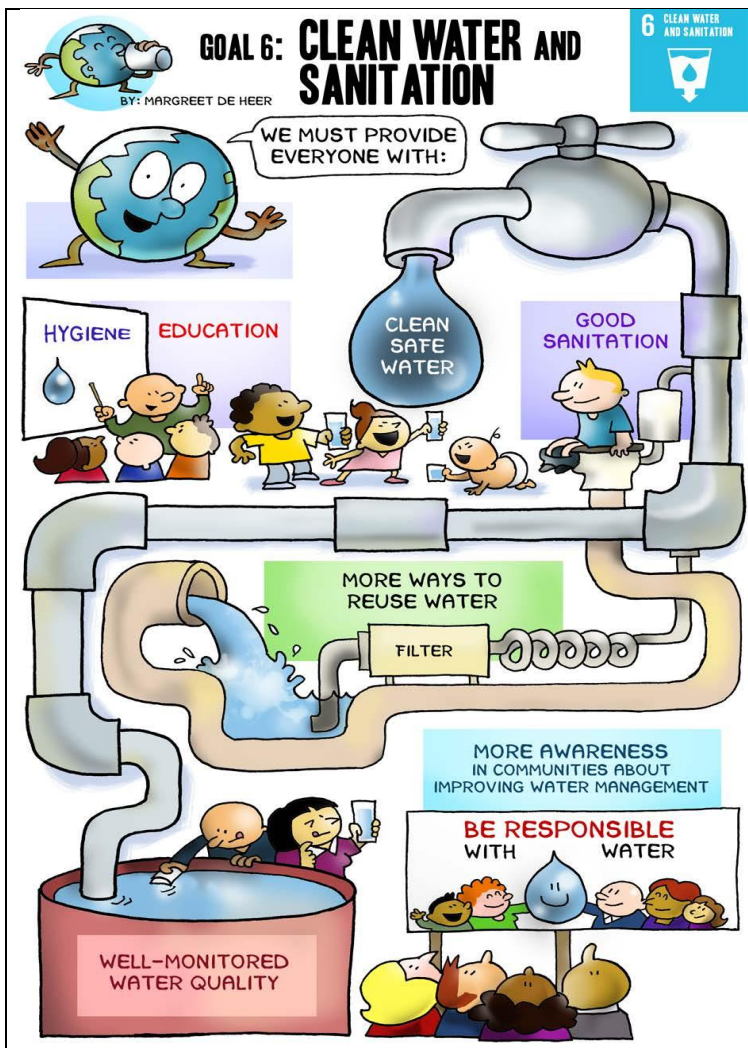 GOAL 6: CLEAN WATER AND
SANITATION
BY: MARGREET DE HEER
6 CLEAN WATER
AND SANITATION
WE MUST PROVIDE
EVERYONE WITH:
HYGIENE
EDUCATION
CLEAN
SAFE
WATER
GOOD
SANITATION
MORE WAYS TO
REUSE WATER
FILTER
MORE AWARENESS
IN COMMUNITIES ABOUT
IMPROVING WATER MANAGEMENT
BE RESPONSIBLE
WITH WATER
WELL-MONITORED
WATER QUALITY